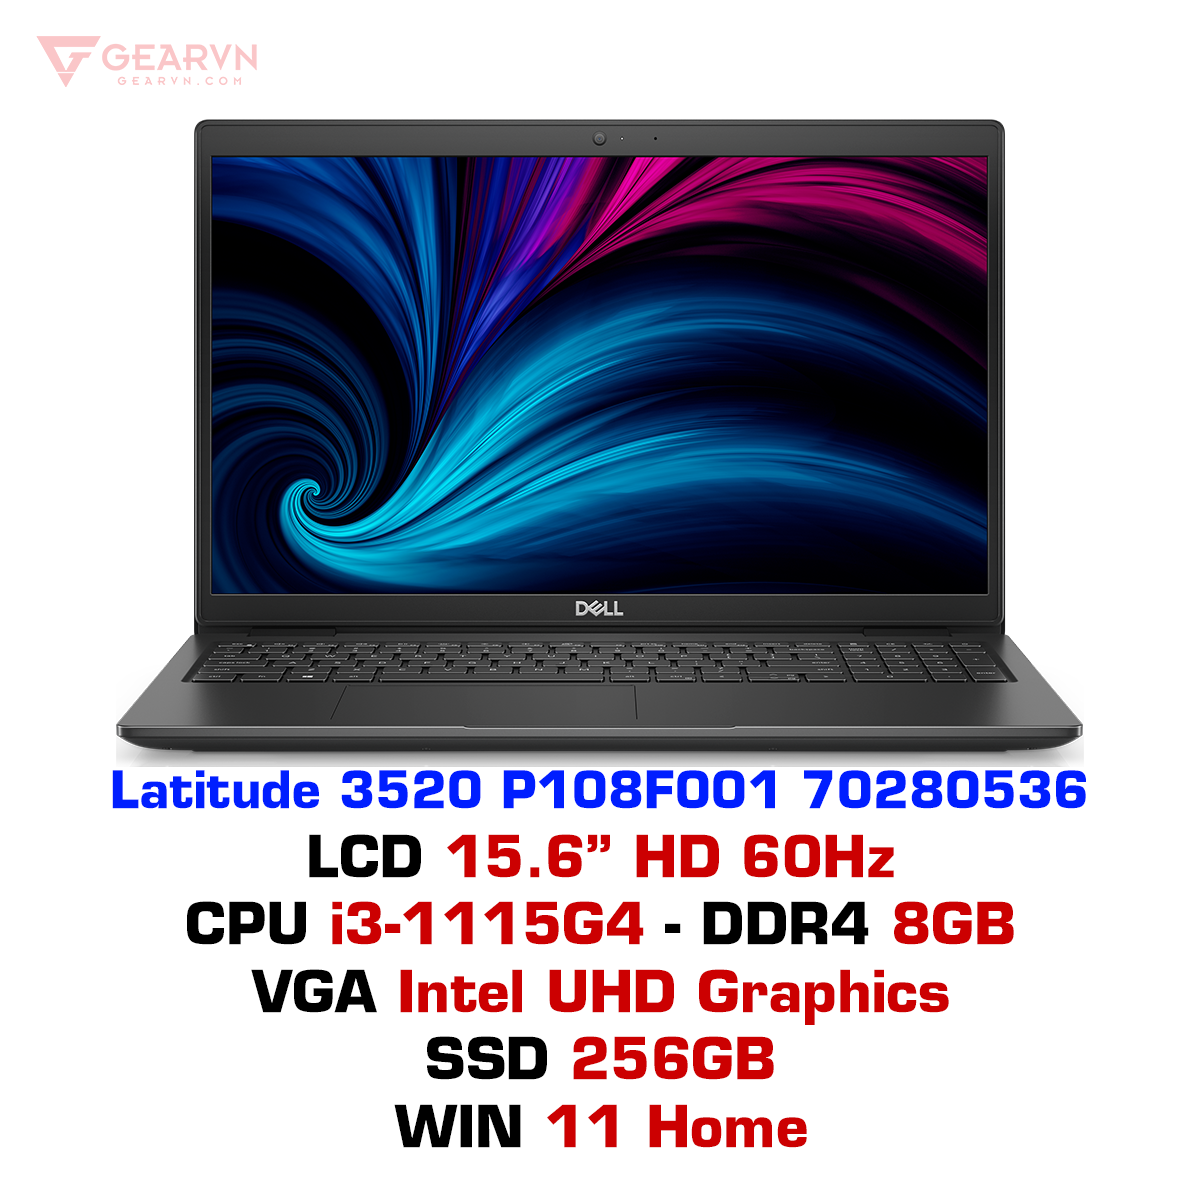 GEARVN
GEARVN.COM
DELL
Latitude 3520 P108F001 70280536
LCD 15.6” HD 60Hz
CPU i3-1115G4 - DDR4 8GB
VGA Intel UHD Graphics
SSD 256GB
WIN 11 Home